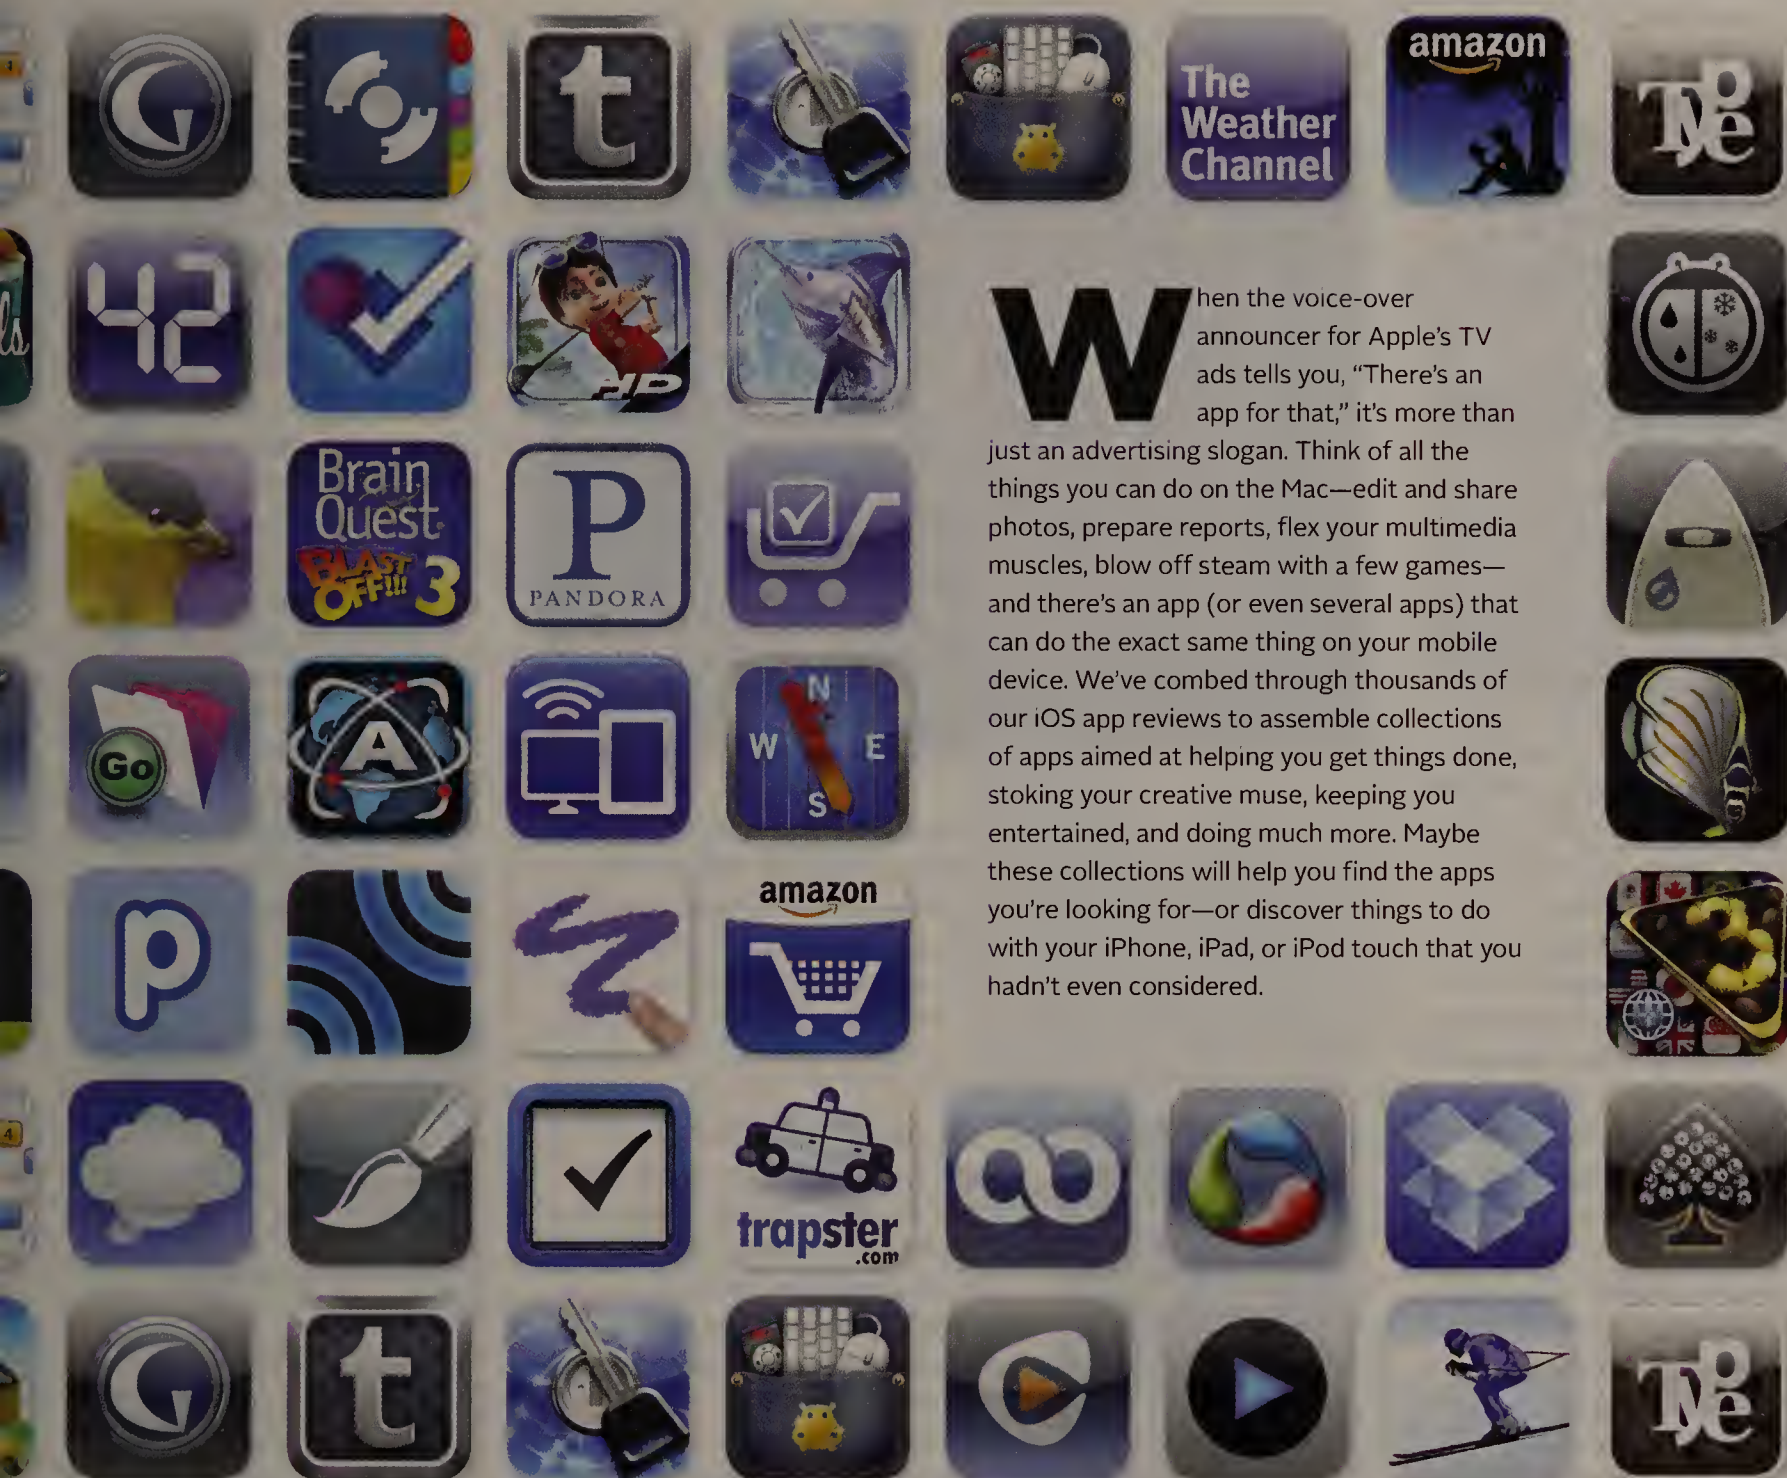 G
t
The
Weather
Channel
amazon
Type
ls
42
HD
When the voice-over
announcer for Apple's TV
ads tells you, “There's an
app for that,” it's more than
just an advertising slogan. Think of all the
things you can do on the Mac—edit and share
photos, prepare reports, flex your multimedia
muscles, blow off steam with a few games—
and there's an app (or even several apps) that
can do the exact same thing on your mobile
device. We've combed through thousands of
our iOS app reviews to assemble collections
of apps aimed at helping you get things done,
stoking your creative muse, keeping you
entertained, and doing much more. Maybe
these collections will help you find the apps
you're looking for—or discover things to do
with your iPhone, iPad, or iPod touch that you
hadn't even considered.
Brain
Quest
BLAST
OFF!!! 3
P
PANDORA
Go
A
N
W E
S
p
amazon
3
4
trapster
.com
G
t
Type